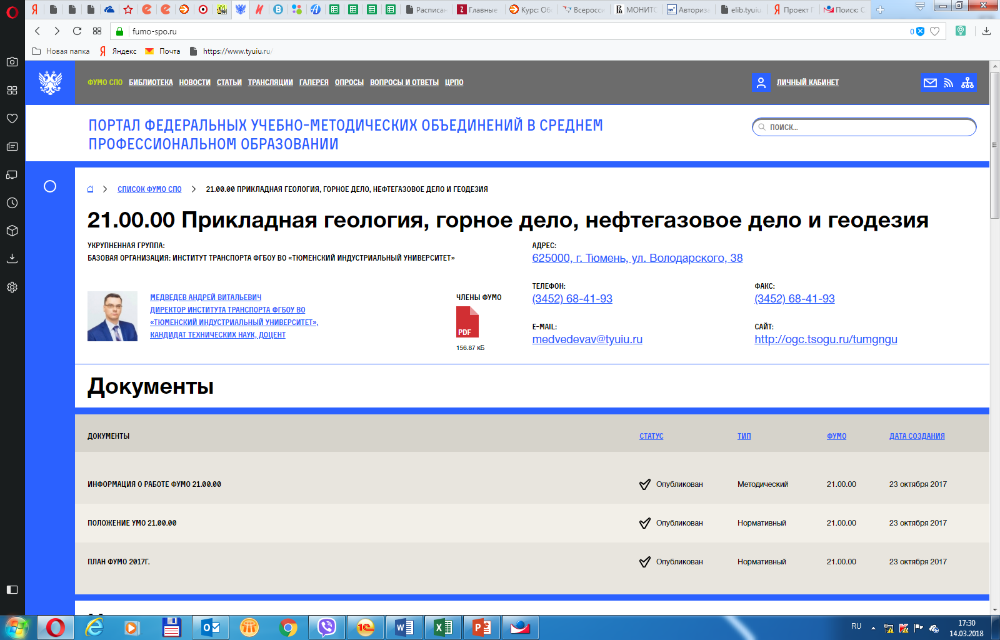 Расписан
Главные
Курс: Об
Всеросси
МОНИТО
Авториза
elib.tyuiu
Проект Г
Поиск: С
fumo-spo.ru
0
Новая папка
Яндекс
Почта
https://www.tyuiu.ru/
ФУМО СПО БИБЛИОТЕКА НОВОСТИ СТАТЬИ ТРАНСЛЯЦИИ ГАЛЕРЕЯ ОПРОСЫ ВОПРОСЫ И ОТВЕТЫ ЦРПО
ЛИЧНЫЙ КАБИНЕТ
ПОРТАЛ ФЕДЕРАЛЬНЫХ УЧЕБНО-МЕТОДИЧЕСКИХ ОБЪЕДИНЕНИЙ В СРЕДНЕМ
ПРОФЕССИОНАЛЬНОМ ОБРАЗОВАНИИ
ПОИСК...
СПИСОК ФУМО СПО
21.00.00 ПРИКЛАДНАЯ ГЕОЛОГИЯ, ГОРНОЕ ДЕЛО, НЕФТЕГАЗОВОЕ ДЕЛО И ГЕОДЕЗИЯ
21.00.00 Прикладная геология, горное дело, нефтегазовое дело и геодезия
УКРУПНЕННАЯ ГРУППА:
БАЗОВАЯ ОРГАНИЗАЦИЯ: ИНСТИТУТ ТРАНСПОРТА ФГБОУ ВО «ТЮМЕНСКИЙ ИНДУСТРИАЛЬНЫЙ УНИВЕРСИТЕТ»
АДРЕС:
625000, г. Тюмень, ул. Володарского, 38
МЕДВЕДЕВ АНДРЕЙ ВИТАЛЬЕВИЧ
ДИРЕКТОР ИНСТИТУТА ТРАНСПОРТА ФГБОУ ВО
«ТЮМЕНСКИЙ ИНДУСТРИАЛЬНЫЙ УНИВЕРСИТЕТ»,
КАНДИДАТ ТЕХНИЧЕСКИХ НАУК, ДОЦЕНТ
ЧЛЕНЫ ФУМО
PDF
156.87 кБ
ТЕЛЕФОН:
(3452) 68-41-93
ФАКС:
(3452) 68-41-93
E-MAIL:
medvedevav@tyuiu.ru
САЙТ:
http://ogc.tsogu.ru/tumgngu
Документы
ДОКУМЕНТЫ СТАТУС ТИП ФУМО ДАТА СОЗДАНИЯ
ИНФОРМАЦИЯ О РАБОТЕ ФУМО 21.00.00 Опубликован Методический 21.00.00 23 октября 2017
ПОЛОЖЕНИЕ УМО 21.00.00 Опубликован Нормативный 21.00.00 23 октября 2017
ПЛАН ФУМО 2017Г. Опубликован Нормативный 21.00.00 23 октября 2017
RU
17:30
14.03.2018